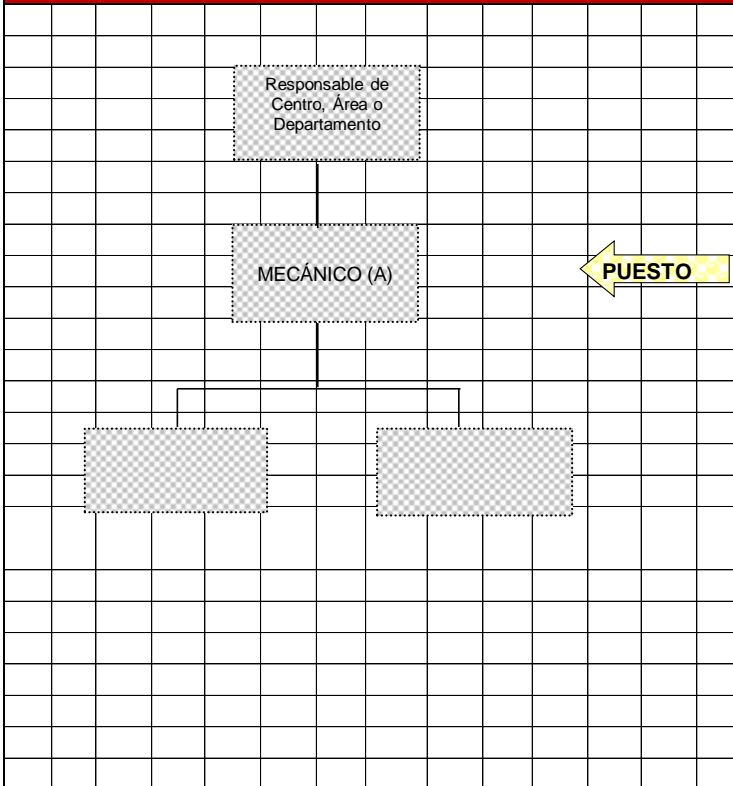 Responsable de
Centro, Área o
Departamento
MECÁNICO (A)
PUESTO